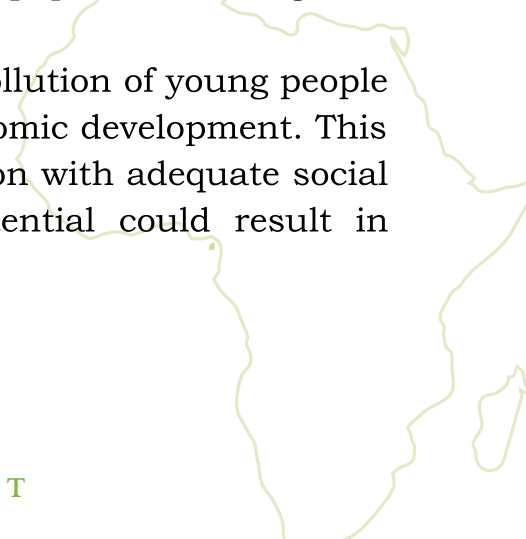 llution of young people
omic development. This
on with adequate social
ential could result in
T